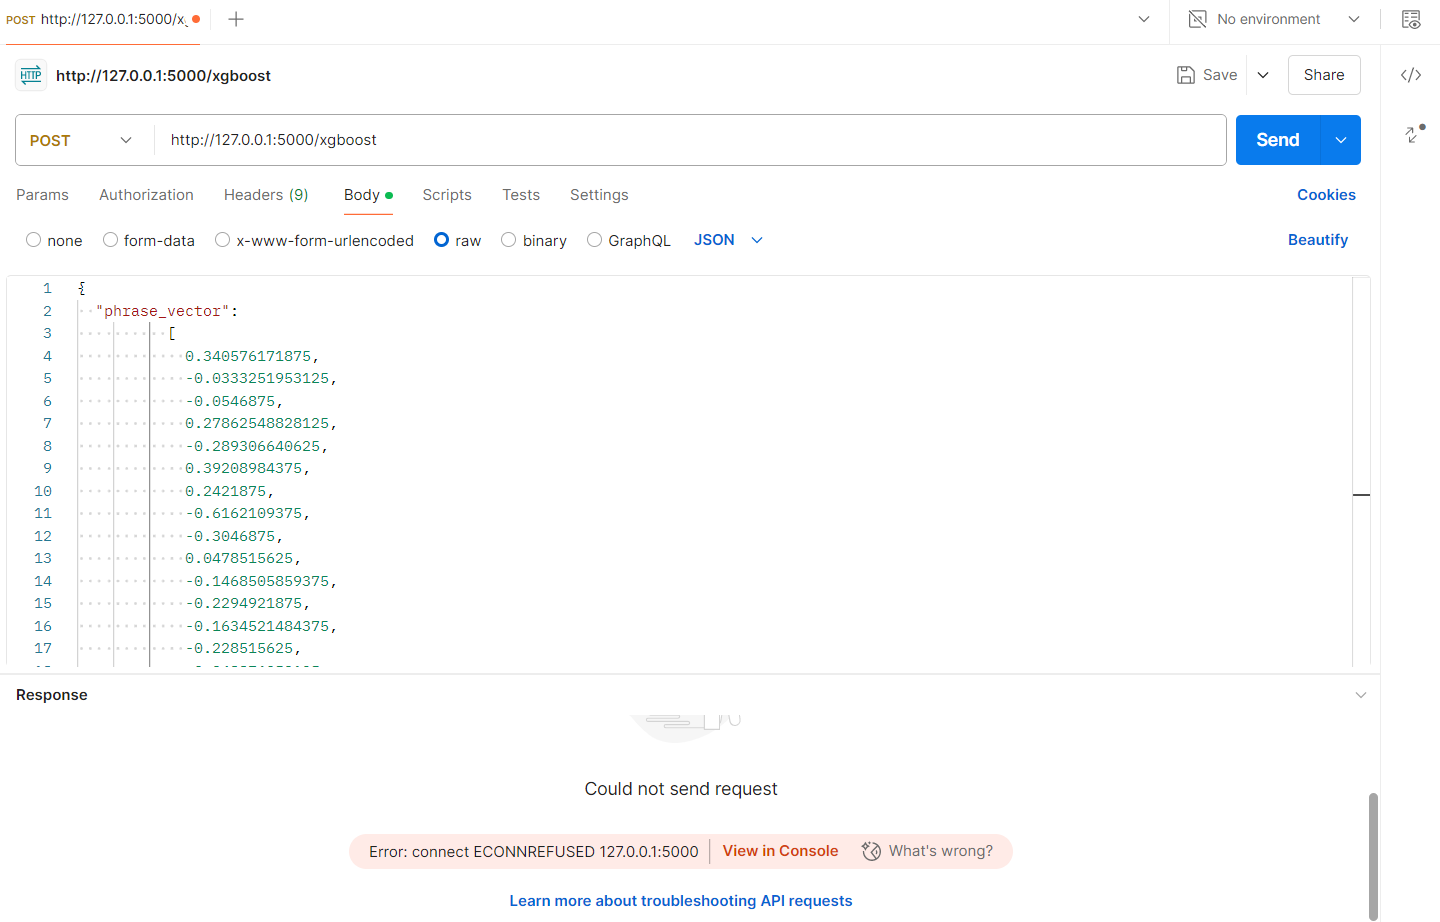 POST http://127.0.0.1:5000/x
No environment
HTTP http://127.0.0.1:5000/xgboost
Save
Share
POST
http://127.0.0.1:5000/xgboost
Send
Params
Authorization
Headers (9)
Body
Scripts
Tests
Settings
Cookies
none
form-data
x-www-form-urlencoded
raw
binary
GraphQL
JSON
Beautify
1 {
2 "phrase_vector":
3 [
4 0.340576171875,
5 -0.0333251953125,
6 -0.0546875,
7 0.27862548828125,
8 -0.289306640625,
9 0.39208984375,
10 0.2421875,
11 -0.6162109375,
12 -0.3046875,
13 0.0478515625,
14 -0.1468505859375,
15 -0.2294921875,
16 -0.1634521484375,
17 -0.228515625,
Response
Could not send request
Error: connect ECONNREFUSED 127.0.0.1:5000
View in Console
What's wrong?
Learn more about troubleshooting API requests